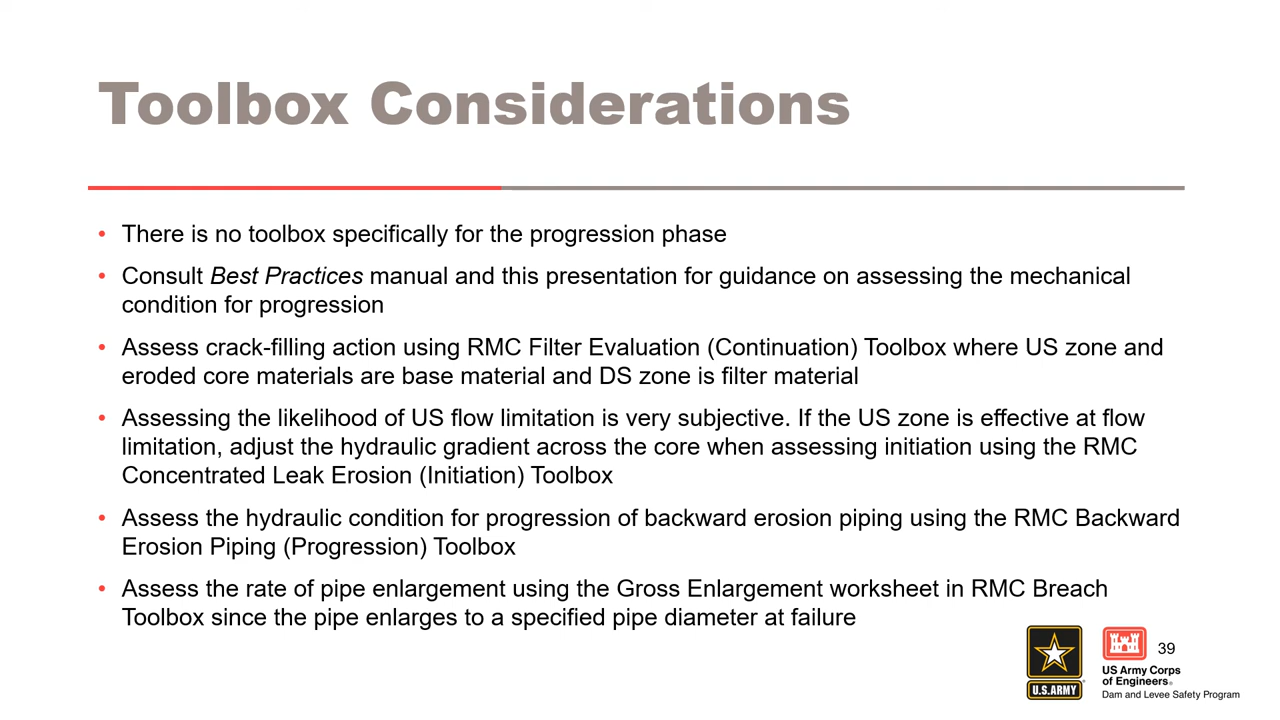 Toolbox Considerations
• There is no toolbox specifically for the progression phase
• Consult Best Practices manual and this presentation for guidance on assessing the mechanical
condition for progression
• Assess crack-filling action using RMC Filter Evaluation (Continuation) Toolbox where US zone and
eroded core materials are base material and DS zone is filter material
• Assessing the likelihood of US flow limitation is very subjective. If the US zone is effective at flow
limitation, adjust the hydraulic gradient across the core when assessing initiation using the RMC
Concentrated Leak Erosion (Initiation) Toolbox
• Assess the hydraulic condition for progression of backward erosion piping using the RMC Backward
Erosion Piping (Progression) Toolbox
• Assess the rate of pipe enlargement using the Gross Enlargement worksheet in RMC Breach
Toolbox since the pipe enlarges to a specified pipe diameter at failure
39
U.S.ARMY
US Army Corps
of Engineers®
Dam and Levee Safety Program